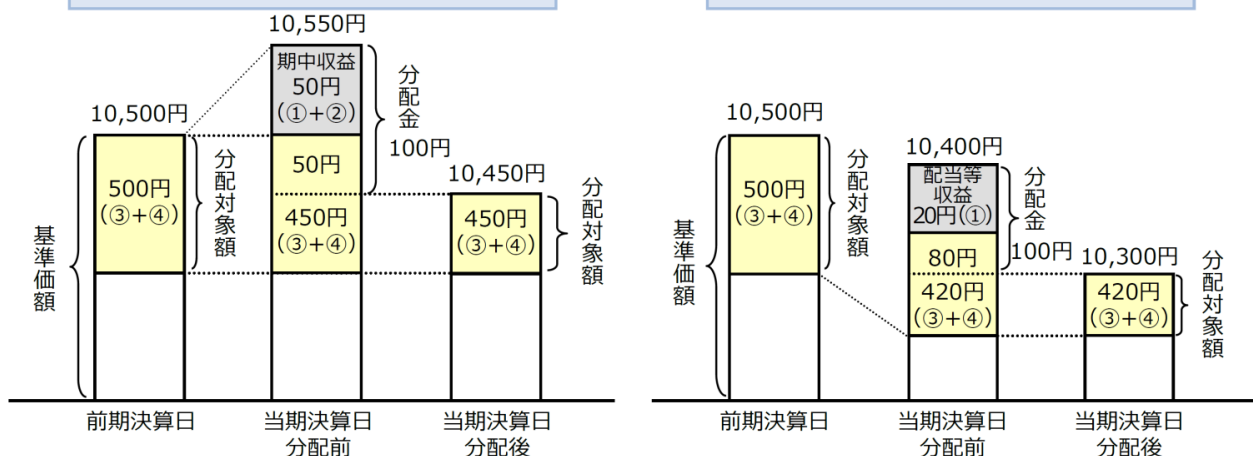 10,550円
期中収益
50円
(①+②)
分配金
10,500円
100円
50円
10,450円
500円
(③+④)
分配対象額
450円
(③+④)
450円
(③+④)
分配対象額
基準価額
前期決算日
当期決算日
分配前
当期決算日
分配後
10,500円
10,400円
配当等
収益
20円(①)
分配金
500円
(③+④)
分配対象額
80円
100円
10,300円
420円
(③+④)
420円
(③+④)
分配対象額
基準価額
前期決算日
当期決算日
分配前
当期決算日
分配後